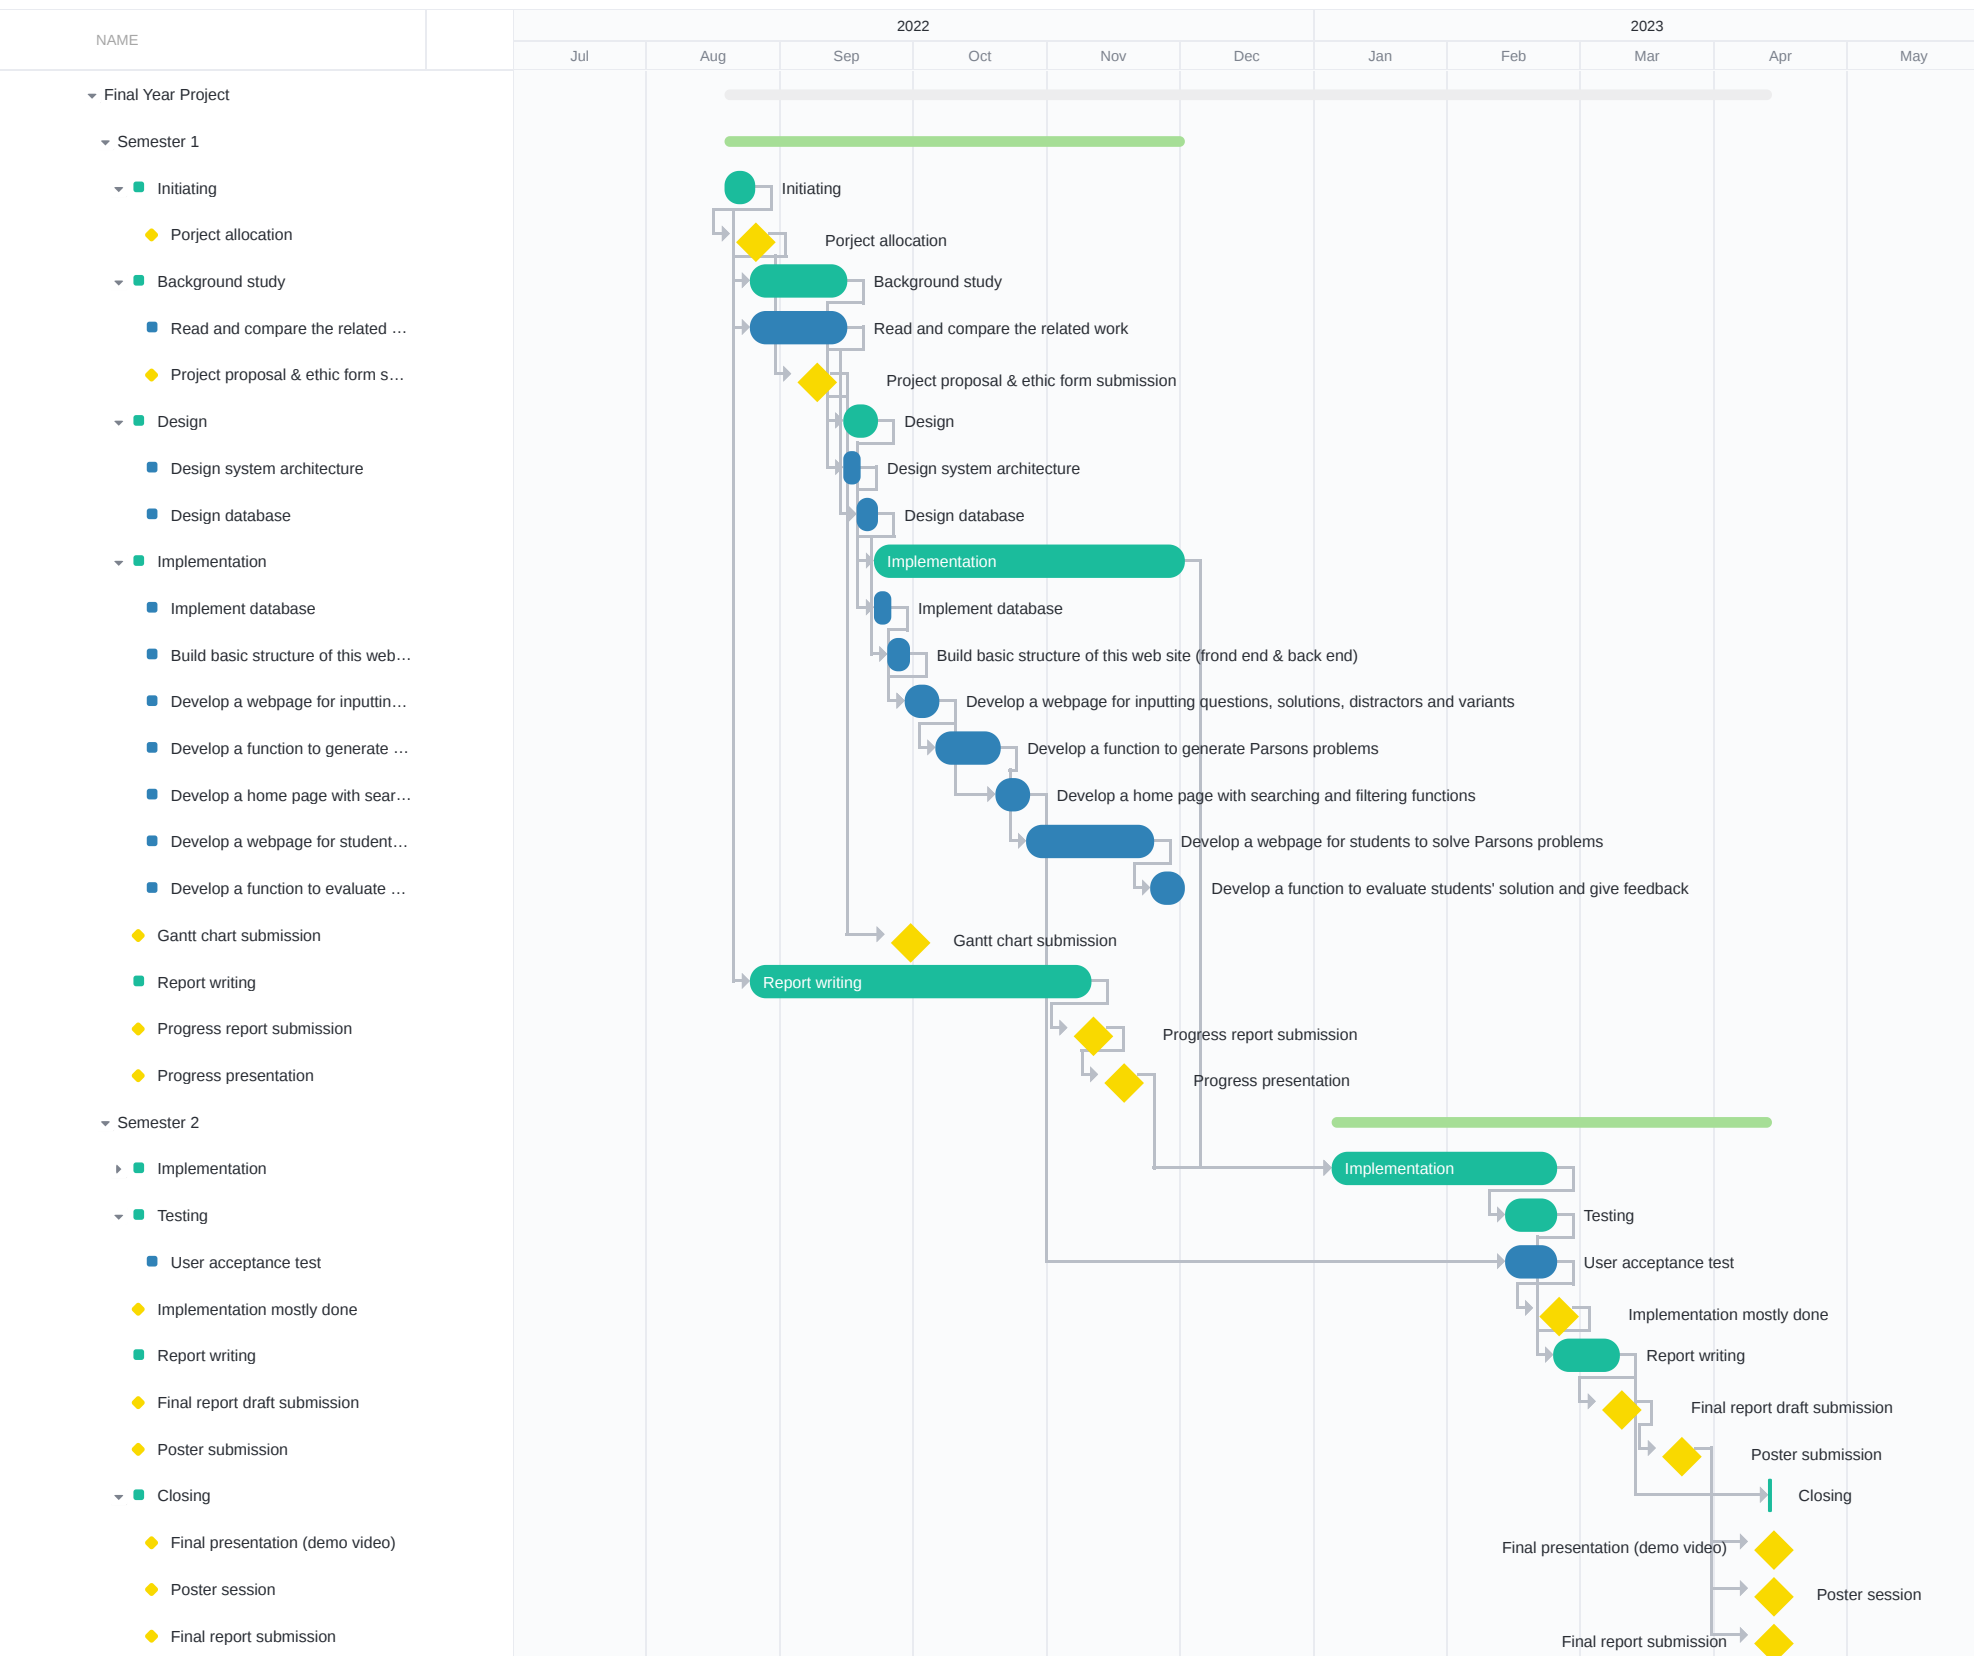 NAME
2022
2023
Jul
Aug
Sep
Oct
Nov
Dec
Jan
Feb
Mar
Apr
May
Final Year Project
Semester 1
Initiating
Initiating
Porject allocation
Porject allocation
Background study
Background study
Read and compare the related …
Read and compare the related work
Project proposal & ethic form s…
Project proposal & ethic form submission
Design
Design
Design system architecture
Design system architecture
Design database
Design database
Implementation
Implementation
Implement database
Implement database
Build basic structure of this web…
Build basic structure of this web site (frond end & back end)
Develop a webpage for inputtin…
Develop a webpage for inputting questions, solutions, distractors and variants
Develop a function to generate …
Develop a function to generate Parsons problems
Develop a home page with sear…
Develop a home page with searching and filtering functions
Develop a webpage for student…
Develop a webpage for students to solve Parsons problems
Develop a function to evaluate …
Develop a function to evaluate students' solution and give feedback
Gantt chart submission
Gantt chart submission
Report writing
Report writing
Progress report submission
Progress report submission
Progress presentation
Progress presentation
Semester 2
Implementation
Implementation
Testing
Testing
User acceptance test
User acceptance test
Implementation mostly done
Implementation mostly done
Report writing
Report writing
Final report draft submission
Final report draft submission
Poster submission
Poster submission
Closing
Closing
Final presentation (demo video)
Final presentation (demo video)
Poster session
Poster session
Final report submission
Final report submission